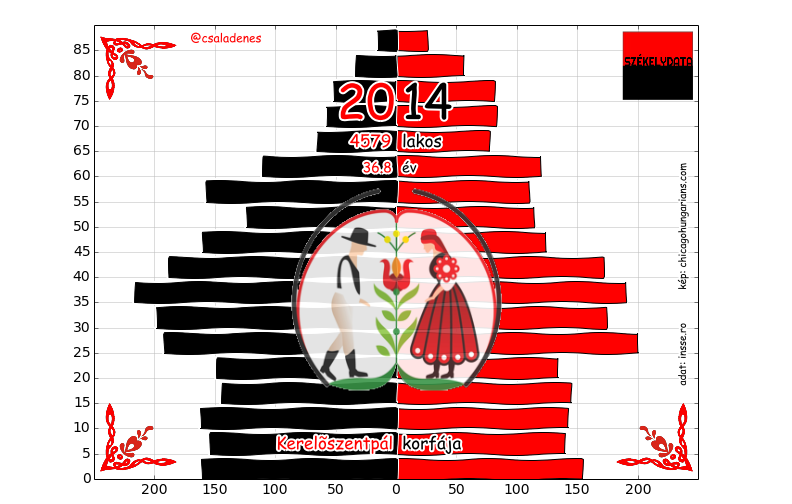 @csaladenes
SZÉKELYDATA
2014
4579 lakos
36.8 év
kép: chicagohungarians.com
adat: insse.ro
Kerelőszentpál korfája
85
80
75
70
65
60
55
50
45
40
35
30
25
20
15
10
5
0
200 150 100 50 0 50 100 150 200